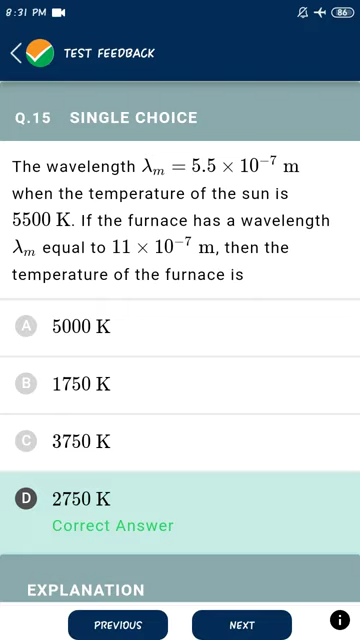 8:31 PM
86
TEST FEEDBACK
Q.15 SINGLE CHOICE
The wavelength λₘ = 5.5 × 10⁻⁷ m
when the temperature of the sun is
5500 K. If the furnace has a wavelength
λₘ equal to 11 × 10⁻⁷ m, then the
temperature of the furnace is
A 5000 K
B 1750 K
C 3750 K
D 2750 K
Correct Answer
EXPLANATION
PREVIOUS NEXT